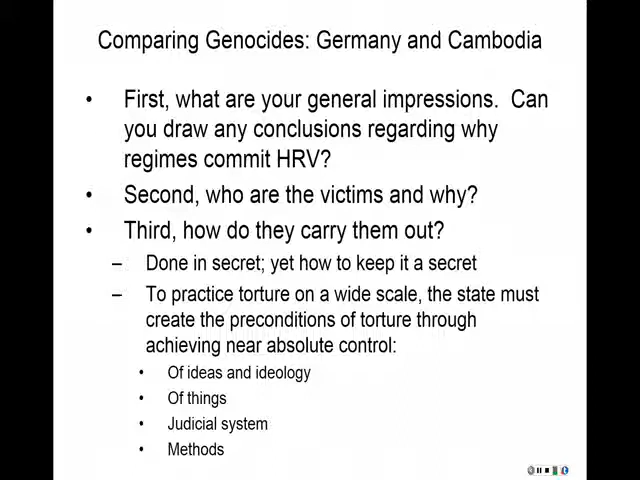 Comparing Genocides: Germany and Cambodia
• First, what are your general impressions. Can
you draw any conclusions regarding why
regimes commit HRV?
• Second, who are the victims and why?
• Third, how do they carry them out?
– Done in secret; yet how to keep it a secret
– To practice torture on a wide scale, the state must
create the preconditions of torture through
achieving near absolute control:
• Of ideas and ideology
• Of things
• Judicial system
• Methods